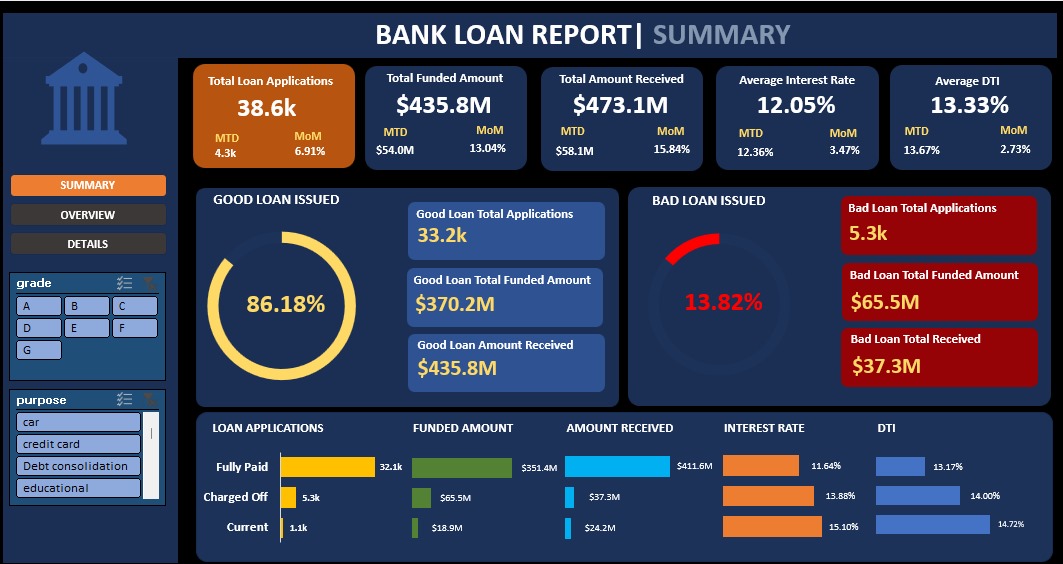 BANK LOAN REPORT| SUMMARY
Total Loan Applications
38.6k
MTD MoM
4.3k 6.91%
Total Funded Amount
$435.8M
MTD MoM
$54.0M 13.04%
Total Amount Received
$473.1M
MTD MoM
$58.1M 15.84%
Average Interest Rate
12.05%
MTD MoM
12.36% 3.47%
Average DTI
13.33%
MTD MoM
13.67% 2.73%
SUMMARY
OVERVIEW
DETAILS
grade
A B C
D E F
G
purpose
car
credit card
Debt consolidation
educational
GOOD LOAN ISSUED
86.18%
Good Loan Total Applications
33.2k
Good Loan Total Funded Amount
$370.2M
Good Loan Amount Received
$435.8M
BAD LOAN ISSUED
13.82%
Bad Loan Total Applications
5.3k
Bad Loan Total Funded Amount
$65.5M
Bad Loan Total Received
$37.3M
LOAN APPLICATIONS FUNDED AMOUNT AMOUNT RECEIVED INTEREST RATE DTI
Fully Paid 32.1k $351.4M $411.6M 11.64% 13.17%
Charged Off 5.3k $65.5M $37.3M 13.88% 14.00%
Current 1.1k $18.9M $24.2M 15.10% 14.72%